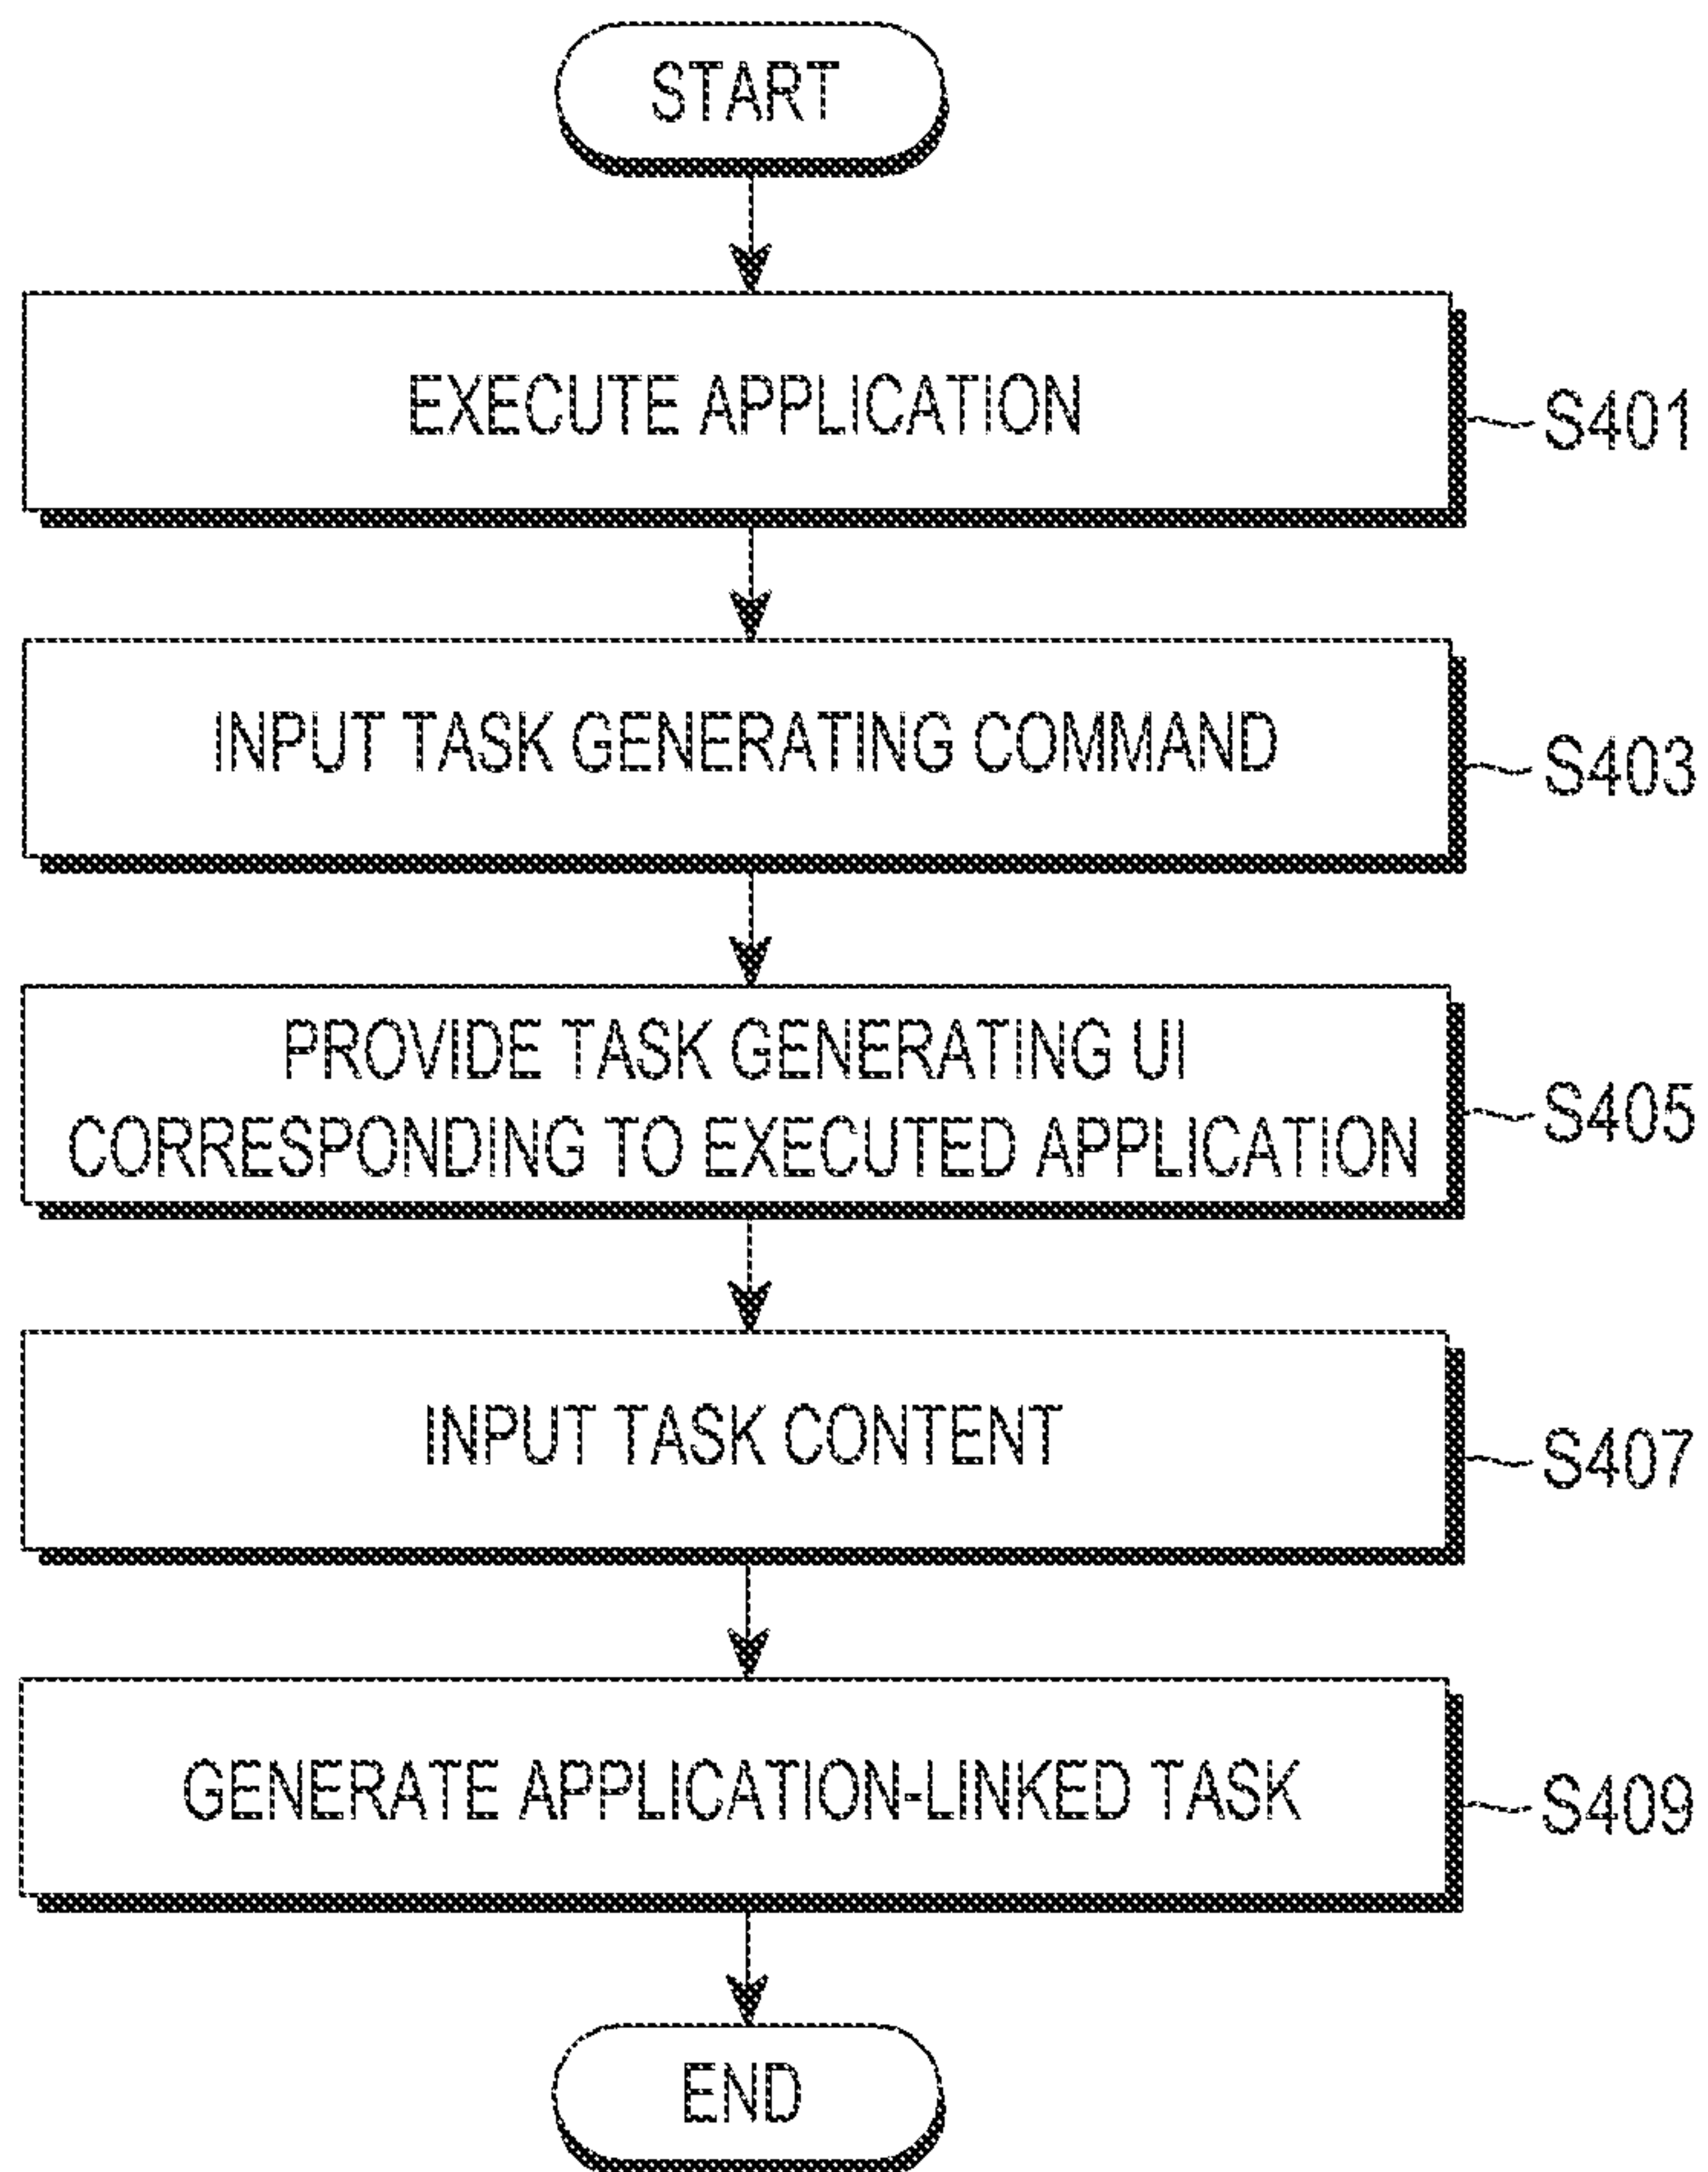 START
EXECUTE APPLICATION
S401
INPUT TASK GENERATING COMMAND
S403
PROVIDE TASK GENERATING UI
CORRESPONDING TO EXECUTED APPLICATION
S405
INPUT TASK CONTENT
S407
GENERATE APPLICATION-LINKED TASK
S409
END